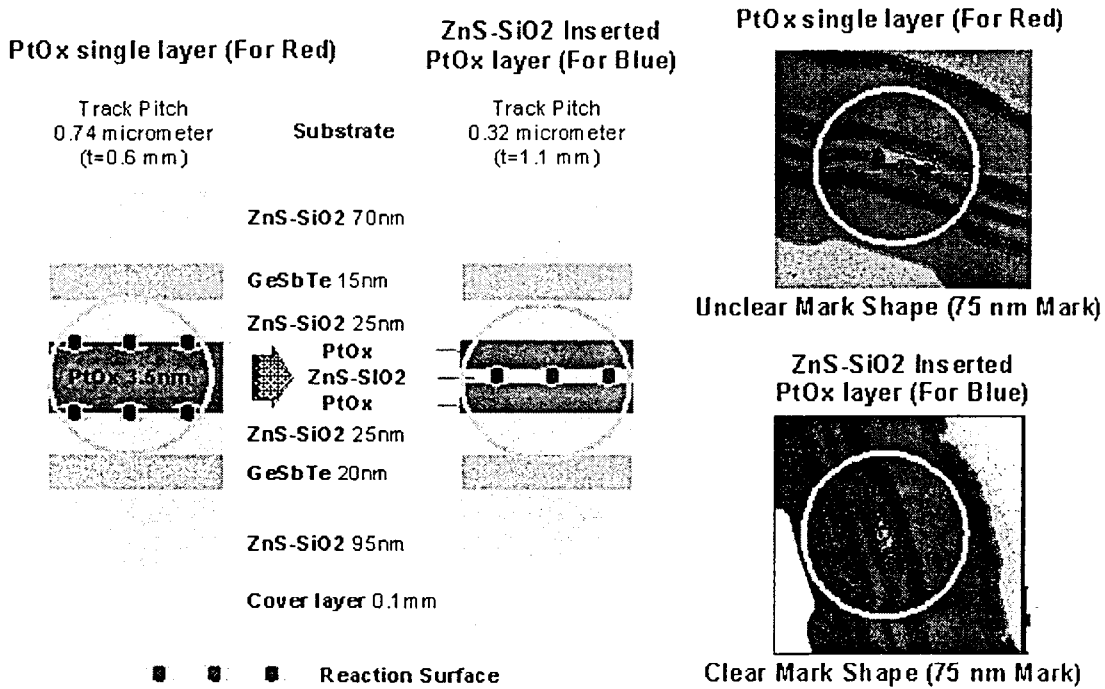 PtOx single layer (For Red)
ZnS-SiO2 Inserted
PtOx layer (For Blue)
Track Pitch
0.74 micrometer
(t=0.6 mm)
Substrate
Track Pitch
0.32 micrometer
(t=1.1 mm)
ZnS-SiO2 70nm
GeSbTe 15nm
ZnS-SiO2 25nm
PtOx 3.5nm
PtOx
ZnS-SiO2
PtOx
ZnS-SiO2 25nm
GeSbTe 20nm
ZnS-SiO2 95nm
Cover layer 0.1mm
Reaction Surface
PtOx single layer (For Red)
Unclear Mark Shape (75 nm Mark)
ZnS-SiO2 Inserted
PtOx layer (For Blue)
Clear Mark Shape (75 nm Mark)